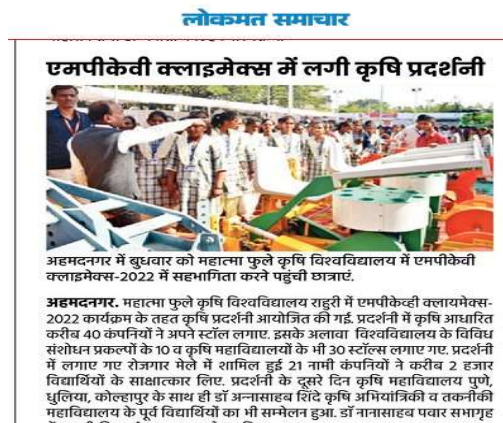 लोकमत समाचार
एमपीकेवी क्लाइमेक्स में लगी कृषि प्रदर्शनी
अहमदनगर में बुधवार को महात्मा फुले कृषि विश्वविद्यालय में एमपीकेवी
क्लाइमेक्स-2022 में सहभागिता करने पहुंची छात्राएं.
अहमदनगर. महात्मा फुले कृषि विश्वविद्यालय राहुरी में एमपीकेव्ही क्लायमेक्स-
2022 कार्यक्रम के तहत कृषि प्रदर्शनी आयोजित की गई. प्रदर्शनी में कृषि आधारित
करीब 40 कंपनियों ने अपने स्टॉल लगाए. इसके अलावा विश्वविद्यालय के विविध
संशोधन प्रकल्पों के 10 व कृषि महाविद्यालयों के भी 30 स्टॉल्स लगाए गए. प्रदर्शनी
में लगाए गए रोजगार मेले में शामिल हुई 21 नामी कंपनियों ने करीब 2 हजार
विद्यार्थियों के साक्षात्कार लिए. प्रदर्शनी के दूसरे दिन कृषि महाविद्यालय पुणे,
धुलिया, कोल्हापुर के साथ ही डॉ अन्नासाहब शिंदे कृषि अभियांत्रिकी व तकनीकी
महाविद्यालय के पूर्व विद्यार्थियों का भी सम्मेलन हुआ. डॉ नानासाहब पवार सभागृह